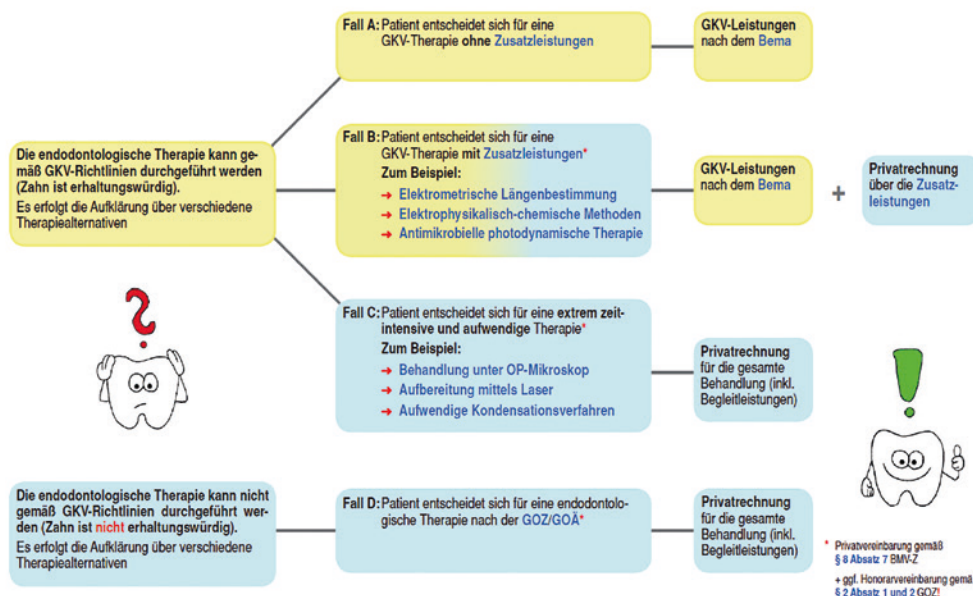 Fall A: Patient entscheidet sich für eine
GKV-Therapie ohne Zusatzleistungen
GKV-Leistungen
nach dem Bema
Die endodontologische Therapie kann ge-
mäß GKV-Richtlinien durchgeführt werden
(Zahn ist erhaltungswürdig).
Es erfolgt die Aufklärung über verschiedene
Therapiealternativen
Fall B: Patient entscheidet sich für eine
GKV-Therapie mit Zusatzleistungen*
Zum Beispiel:
→ Elektrometrische Längenbestimmung
→ Elektrophysikalisch-chemische Methoden
→ Antimikrobielle photodynamische Therapie
GKV-Leistungen
nach dem Bema
+
Privatrechnung
über die Zusatz-
leistungen
?
Fall C: Patient entscheidet sich für eine extrem zeit-
intensive und aufwendige Therapie*
Zum Beispiel:
→ Behandlung unter OP-Mikroskop
→ Aufbereitung mittels Laser
→ Aufwendige Kondensationsverfahren
Privatrechnung
für die gesamte
Behandlung (inkl.
Begleitleistungen)
!
Die endodontologische Therapie kann nicht
gemäß GKV-Richtlinien durchgeführt wer-
den (Zahn ist nicht erhaltungswürdig).
Es erfolgt die Aufklärung über verschiedene
Therapiealternativen
Fall D: Patient entscheidet sich für eine endodontolo-
gische Therapie nach der GOZ/GOÄ*
Privatrechnung
für die gesamte
Behandlung (inkl.
Begleitleistungen)
* Privatvereinbarung gemäß
§ 8 Absatz 7 BMV-Z
+ ggf. Honorarvereinbarung gemä
§ 2 Absatz 1 und 2 GOZ!